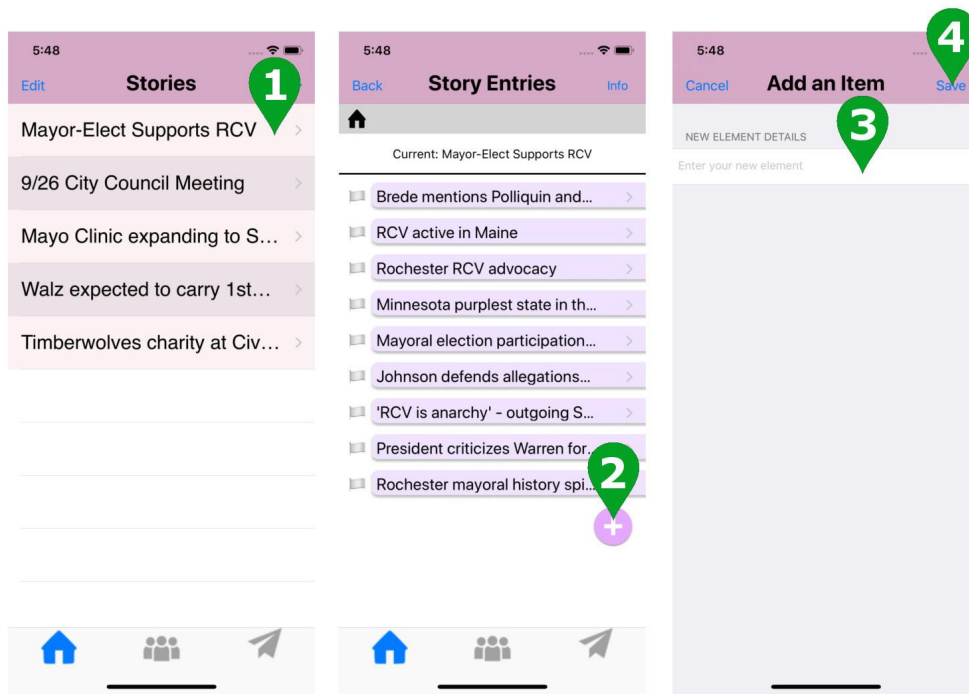 5:48
Edit
Stories
1
Mayor-Elect Supports RCV
9/26 City Council Meeting
Mayo Clinic expanding to S...
Walz expected to carry 1st...
Timberwolves charity at Civ...
5:48
Back
Story Entries
Info
Current: Mayor-Elect Supports RCV
Brede mentions Polliquin and...
RCV active in Maine
Rochester RCV advocacy
Minnesota purplest state in th...
Mayoral election participation...
Johnson defends allegations...
'RCV is anarchy' - outgoing S...
President criticizes Warren for...
Rochester mayoral history spi...
2
+
5:48
4
Cancel
Add an Item
Save
3
NEW ELEMENT DETAILS
Enter your new element